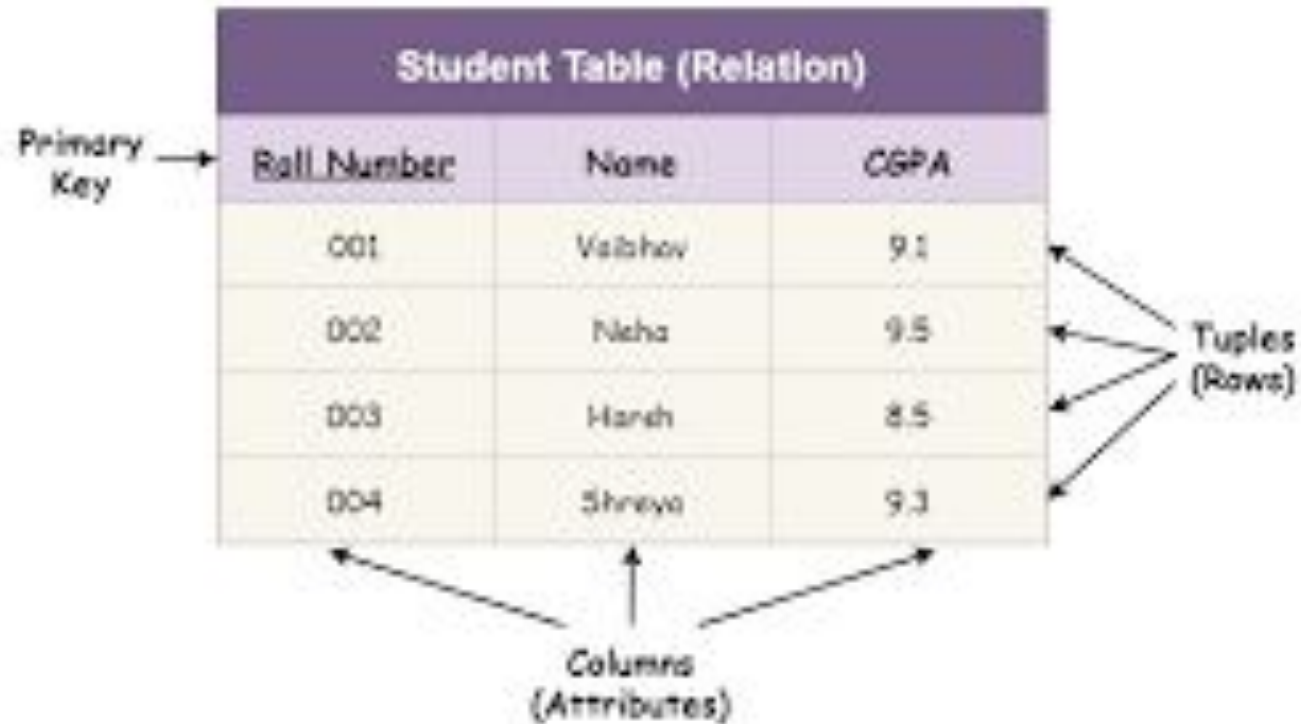 Student Table (Relation)
Primary
Key
Roll Number Name CGPA
001 Vaibhav 9.1
002 Neha 9.5
003 Harsh 8.5
004 Shreya 9.3
Tuples
(Rows)
Columns
(Attributes)